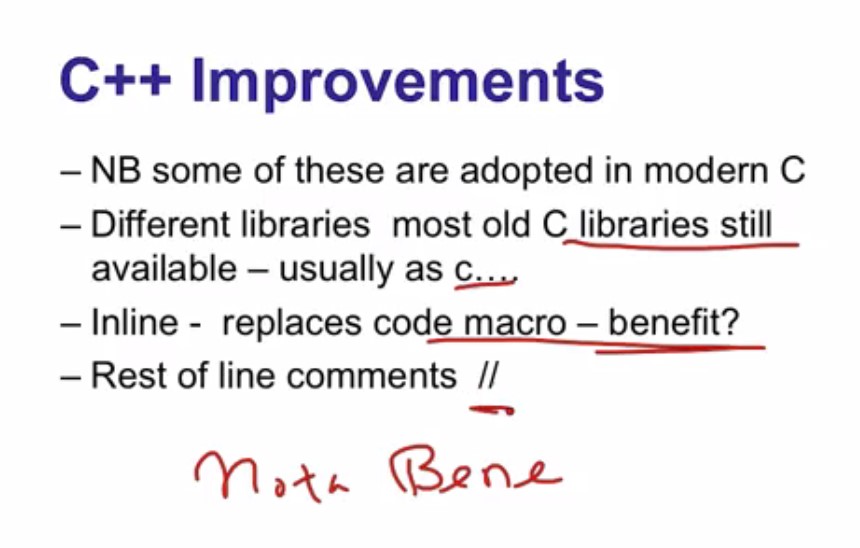 C++ Improvements
– NB some of these are adopted in modern C
– Different libraries  most old C libraries still
available – usually as c....
– Inline -  replaces code macro – benefit?
– Rest of line comments  //
Nota Bene